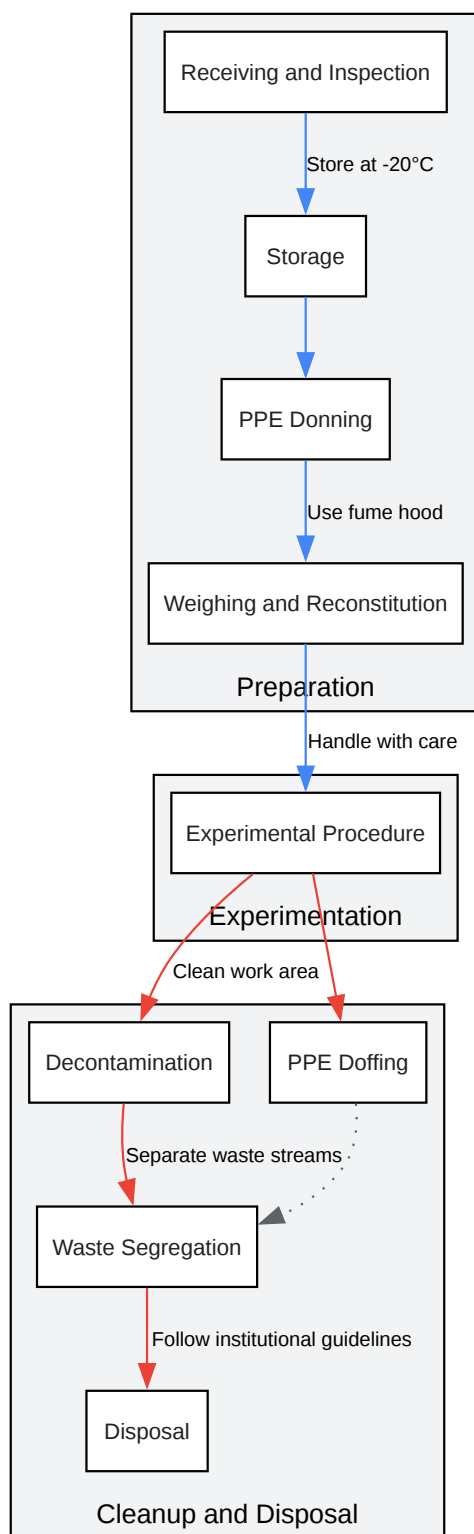 Receiving and Inspection
Store at -20°C
Storage
PPE Donning
Use fume hood
Weighing and Reconstitution
Preparation
Handle with care
Experimental Procedure
Experimentation
Clean work area
Decontamination
PPE Doffing
Separate waste streams
Waste Segregation
Follow institutional guidelines
Disposal
Cleanup and Disposal